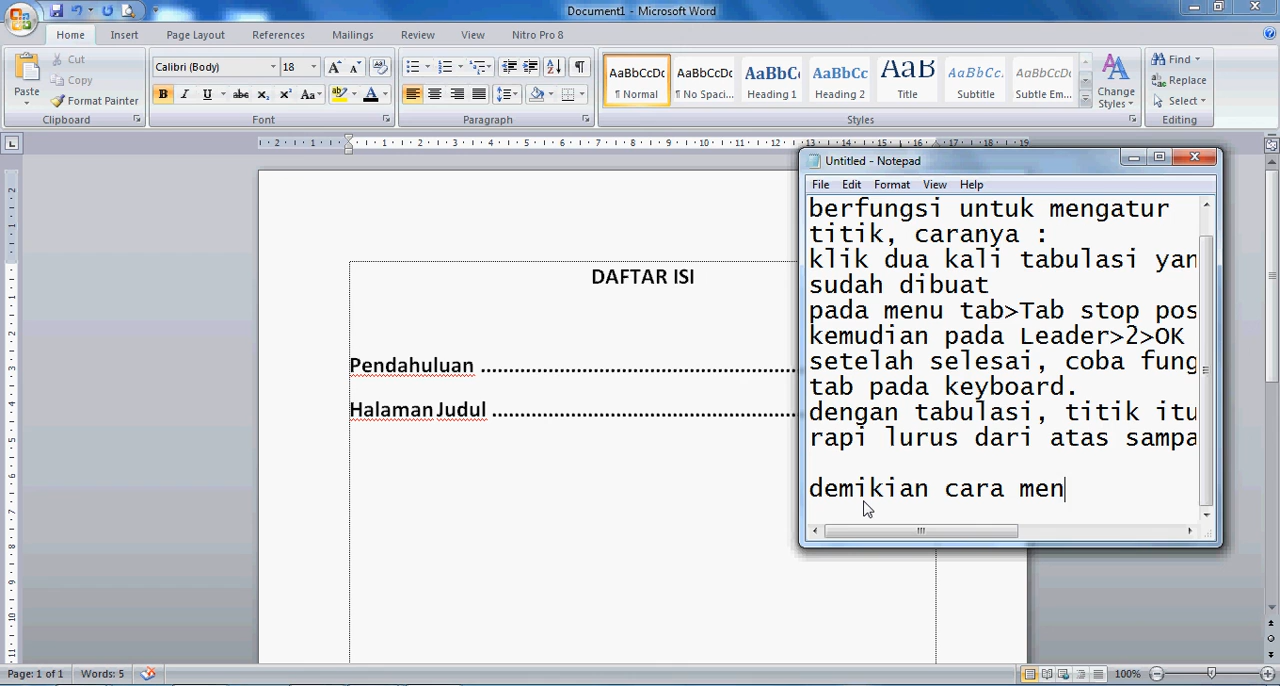 Document1 - Microsoft Word
Home Insert Page Layout References Mailings Review View Nitro Pro 8
Paste
Cut
Copy
Format Painter
Clipboard
Calibri (Body) 18
Font
Paragraph
AaBbCcDc AaBbCcDc AaBbC AaBbCc AaB AaBbCc. AaBbCcDc
¶ Normal ¶ No Spaci... Heading 1 Heading 2 Title Subtitle Subtle Em...
Change Styles
Styles
Find
Replace
Select
Editing
DAFTAR ISI
Pendahuluan ..............................................................
Halaman Judul ............................................................
Untitled - Notepad
File Edit Format View Help
berfungsi untuk mengatur
titik, caranya :
klik dua kali tabulasi yan
sudah dibuat
pada menu tab>Tab stop pos
kemudian pada Leader>2>OK
setelah selesai, coba fung
tab pada keyboard.
dengan tabulasi, titik itu
rapi lurus dari atas sampa
demikian cara men
Page: 1 of 1 Words: 5 100%